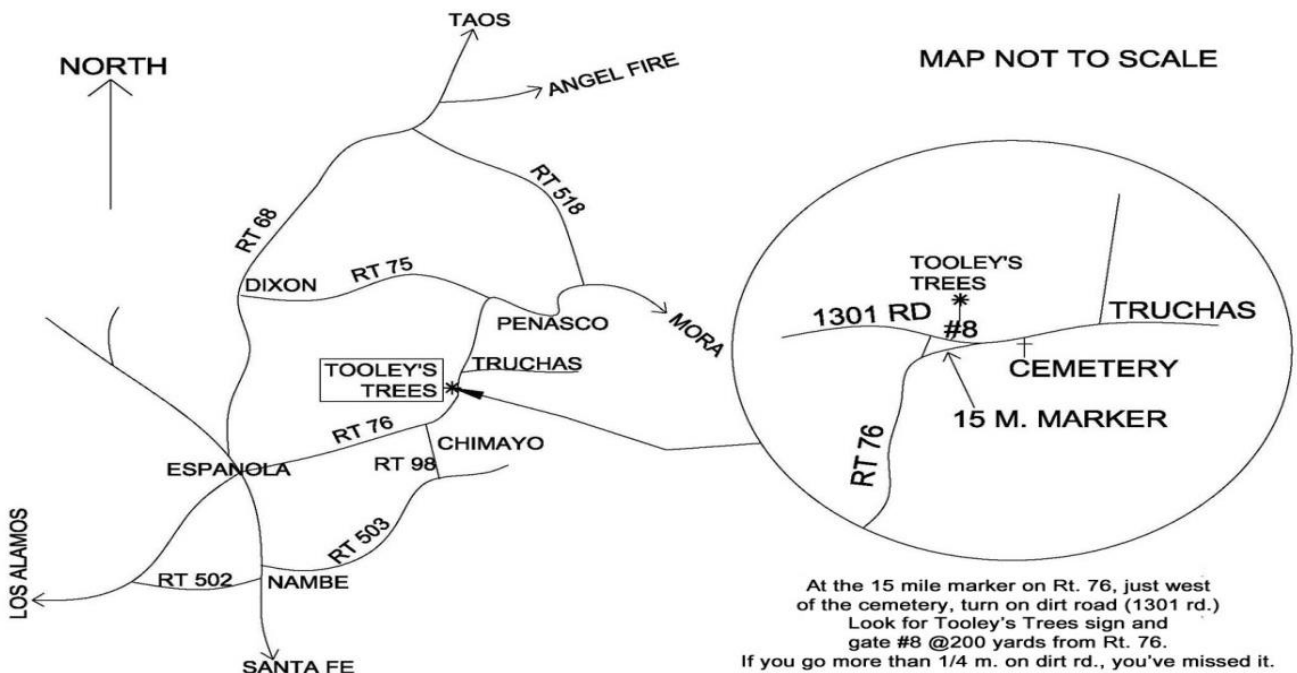 TAOS
NORTH
ANGEL FIRE
MAP NOT TO SCALE
RT 518
RT 68
DIXON
RT 75
PENASCO
MORA
TRUCHAS
TOOLEY'S
TREES
RT 76
CHIMAYO
ESPANOLA
RT 98
RT 503
LOS ALAMOS
RT 502
NAMBE
SANTA FE
TOOLEY'S
TREES
1301 RD
#8
TRUCHAS
CEMETERY
15 M. MARKER
RT 76
At the 15 mile marker on Rt. 76, just west
of the cemetery, turn on dirt road (1301 rd.)
Look for Tooley's Trees sign and
gate #8 @200 yards from Rt. 76.
If you go more than 1/4 m. on dirt rd., you've missed it.